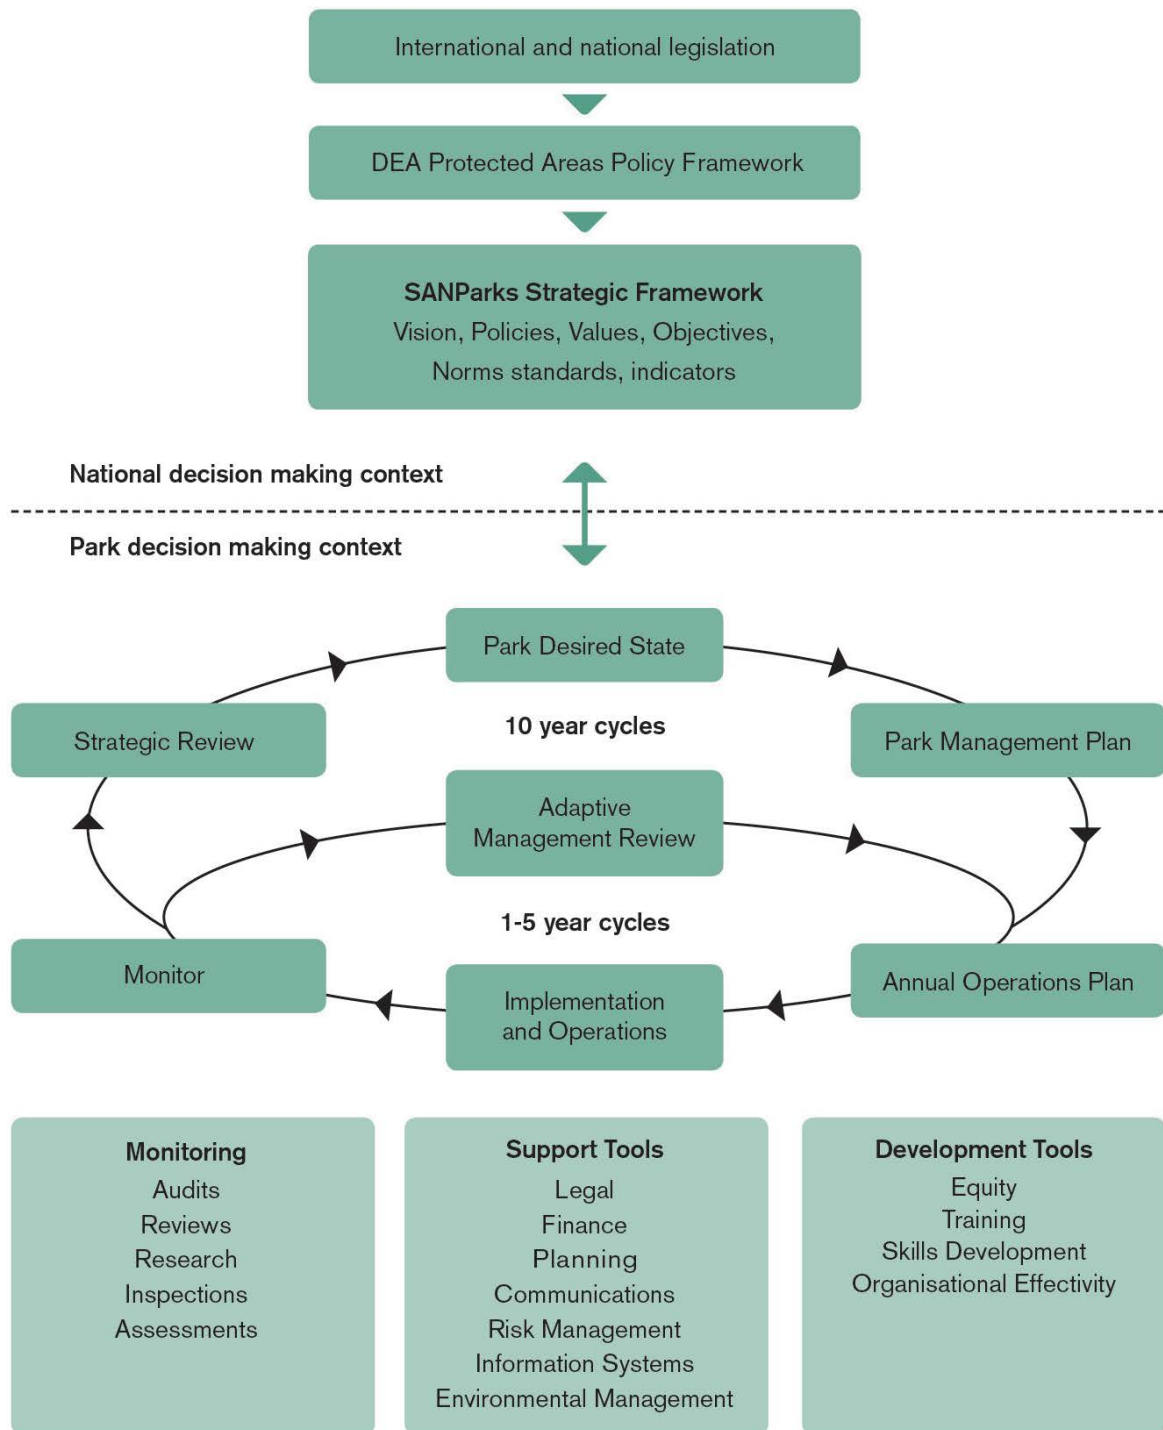 International and national legislation
DEA Protected Areas Policy Framework
SANParks Strategic Framework
Vision, Policies, Values, Objectives,
Norms standards, indicators
National decision making context
Park decision making context
Park Desired State
Strategic Review
10 year cycles
Park Management Plan
Adaptive
Management Review
1-5 year cycles
Monitor
Implementation
and Operations
Annual Operations Plan
Monitoring
Audits
Reviews
Research
Inspections
Assessments
Support Tools
Legal
Finance
Planning
Communications
Risk Management
Information Systems
Environmental Management
Development Tools
Equity
Training
Skills Development
Organisational Effectivity